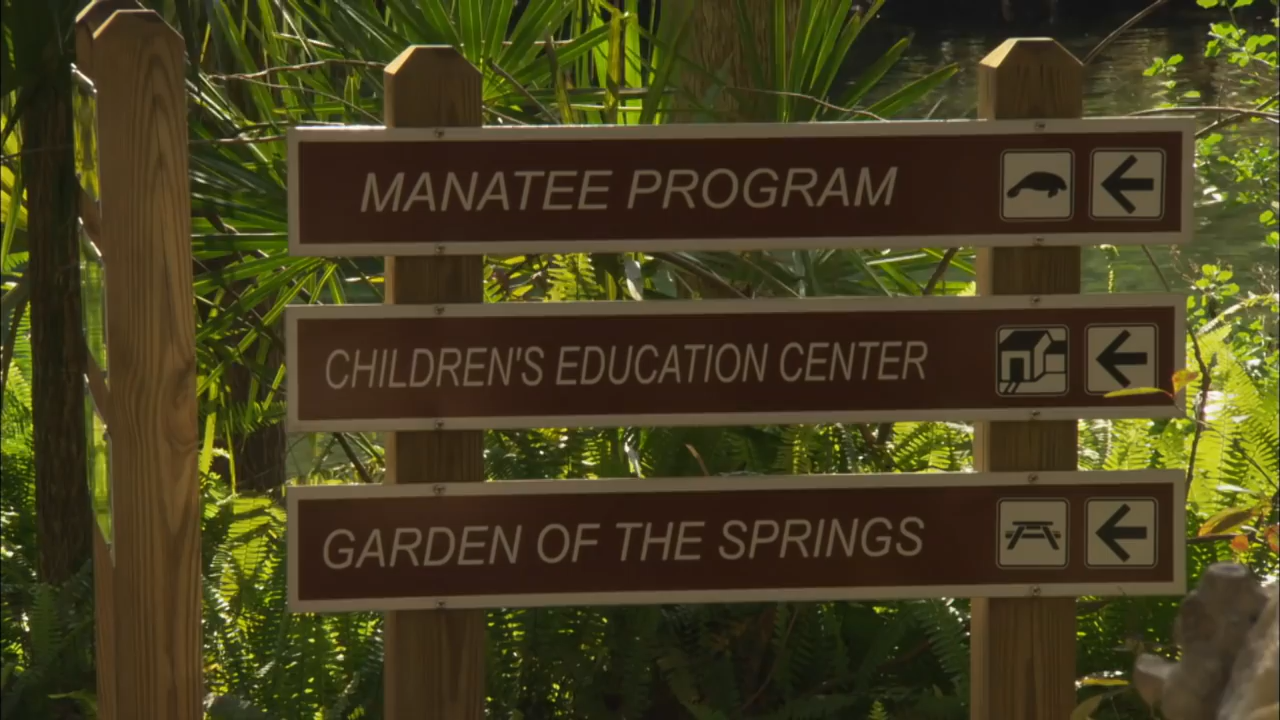 MANATEE PROGRAM
CHILDREN'S EDUCATION CENTER
GARDEN OF THE SPRINGS